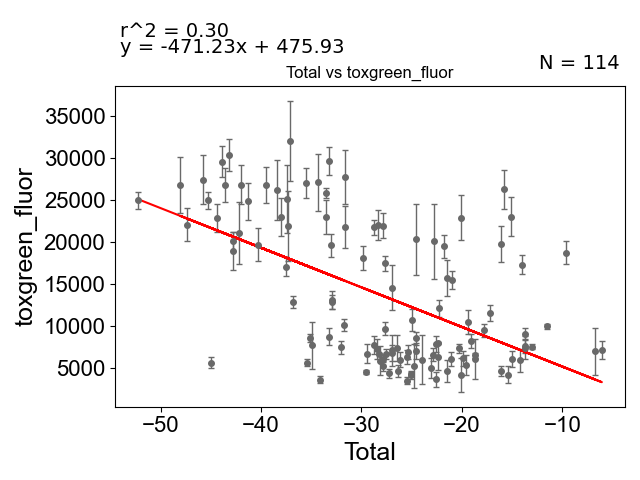 r^2 = 0.30
y = -471.23x + 475.93
N = 114
Total vs toxgreen_fluor
35000
30000
25000
20000
15000
10000
5000
toxgreen_fluor
−50 −40 −30 −20 −10
Total